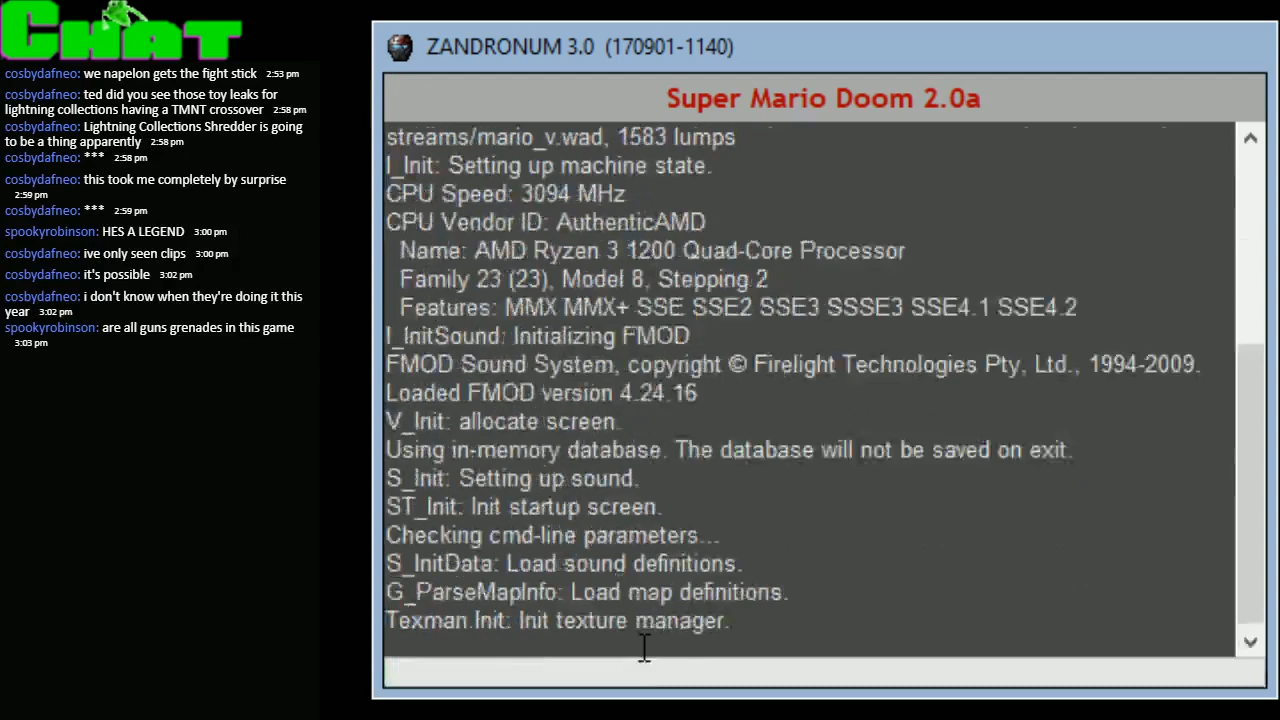 CHAT
cosbydafneo: we napelon gets the fight stick 2:53 pm
cosbydafneo: ted did you see those toy leaks for
lightning collections having a TMNT crossover 2:58 pm
cosbydafneo: Lightning Collections Shredder is going
to be a thing apparently 2:58 pm
cosbydafneo: *** 2:58 pm
cosbydafneo: this took me completely by surprise
2:59 pm
cosbydafneo: *** 2:59 pm
spookyrobinson: HES A LEGEND 3:00 pm
cosbydafneo: ive only seen clips 3:00 pm
cosbydafneo: it's possible 3:02 pm
cosbydafneo: i don't know when they're doing it this
year 3:02 pm
spookyrobinson: are all guns grenades in this game
3:03 pm
ZANDRONUM 3.0 (170901-1140)
Super Mario Doom 2.0a
streams/mario_v.wad, 1583 lumps
I_Init: Setting up machine state.
CPU Speed: 3094 MHz
CPU Vendor ID: AuthenticAMD
Name: AMD Ryzen 3 1200 Quad-Core Processor
Family 23 (23), Model 8, Stepping 2
Features: MMX MMX+ SSE SSE2 SSE3 SSSE3 SSE4.1 SSE4.2
I_InitSound: Initializing FMOD
FMOD Sound System, copyright © Firelight Technologies Pty, Ltd., 1994-2009.
Loaded FMOD version 4.24.16
V_Init: allocate screen.
Using in-memory database. The database will not be saved on exit.
S_Init: Setting up sound.
ST_Init: Init startup screen.
Checking cmd-line parameters...
S_InitData: Load sound definitions.
G_ParseMapInfo: Load map definitions.
Texman.Init: Init texture manager.